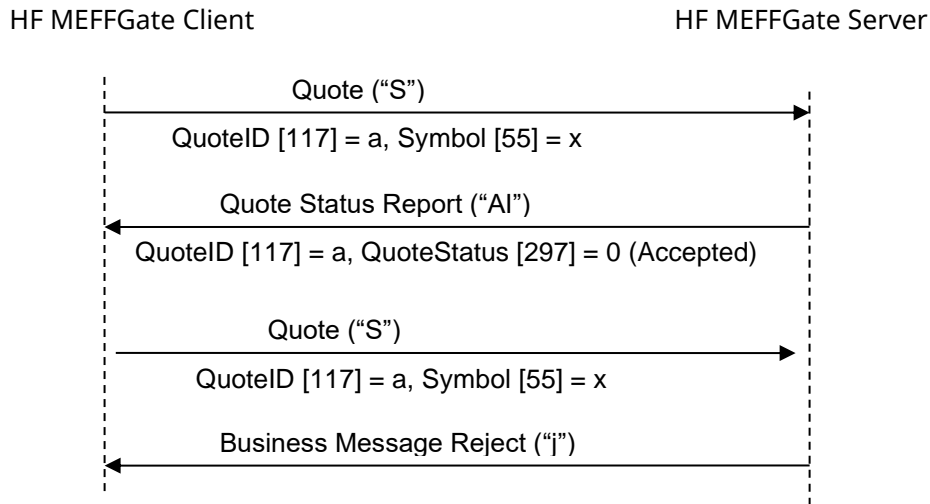 HF MEFFGate Client
HF MEFFGate Server
Quote (“S”)
QuoteID [117] = a, Symbol [55] = x
Quote Status Report (“AI”)
QuoteID [117] = a, QuoteStatus [297] = 0 (Accepted)
Quote (“S”)
QuoteID [117] = a, Symbol [55] = x
Business Message Reject (“j”)